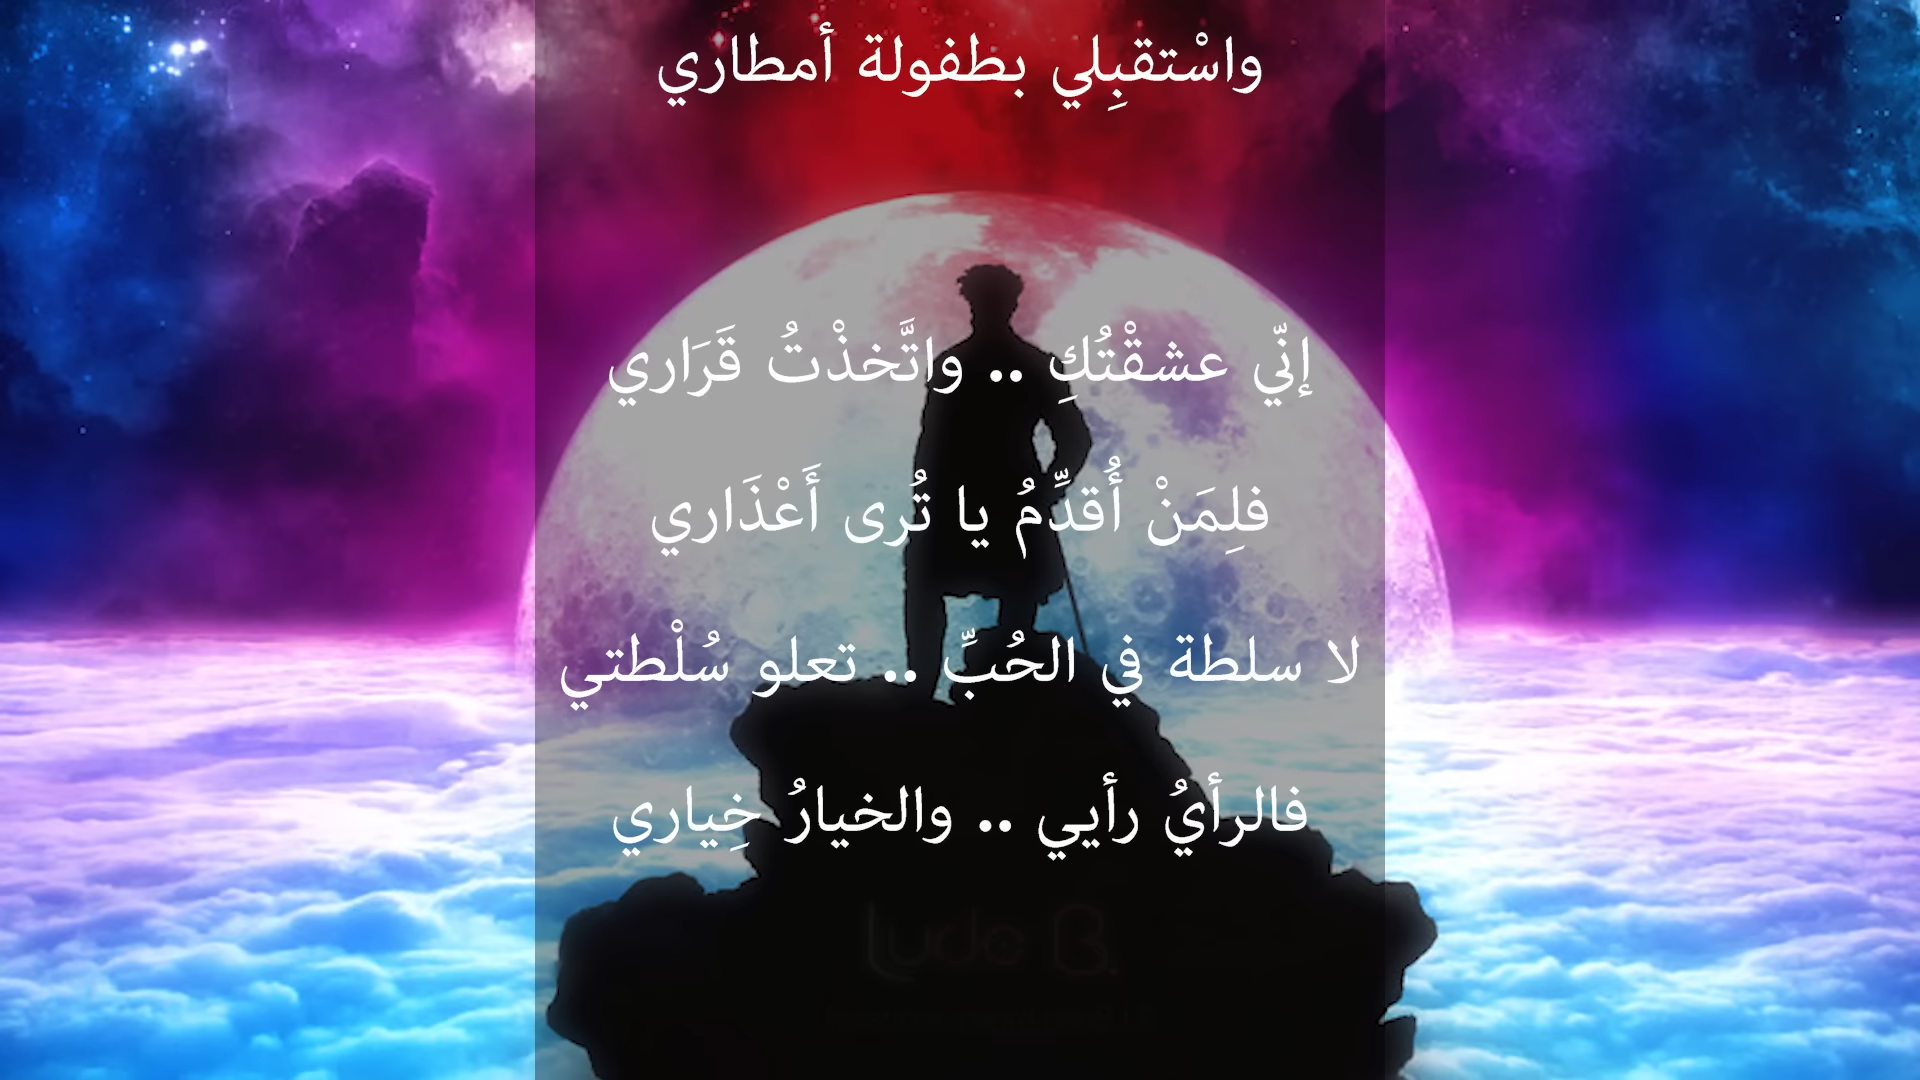 واسْتقبِلي بطفولة أمطاري
إنّي عشقْتُكِ .. واتَّخذْتُ قَرَاري
فلِمَنْ أُقدِّمُ يا تُرى أَعْذَاري
لا سلطة في الحُبِّ .. تعلو سُلْطتي
فالرأيُ رأيي .. والخيارُ خِياري
Lyde B.